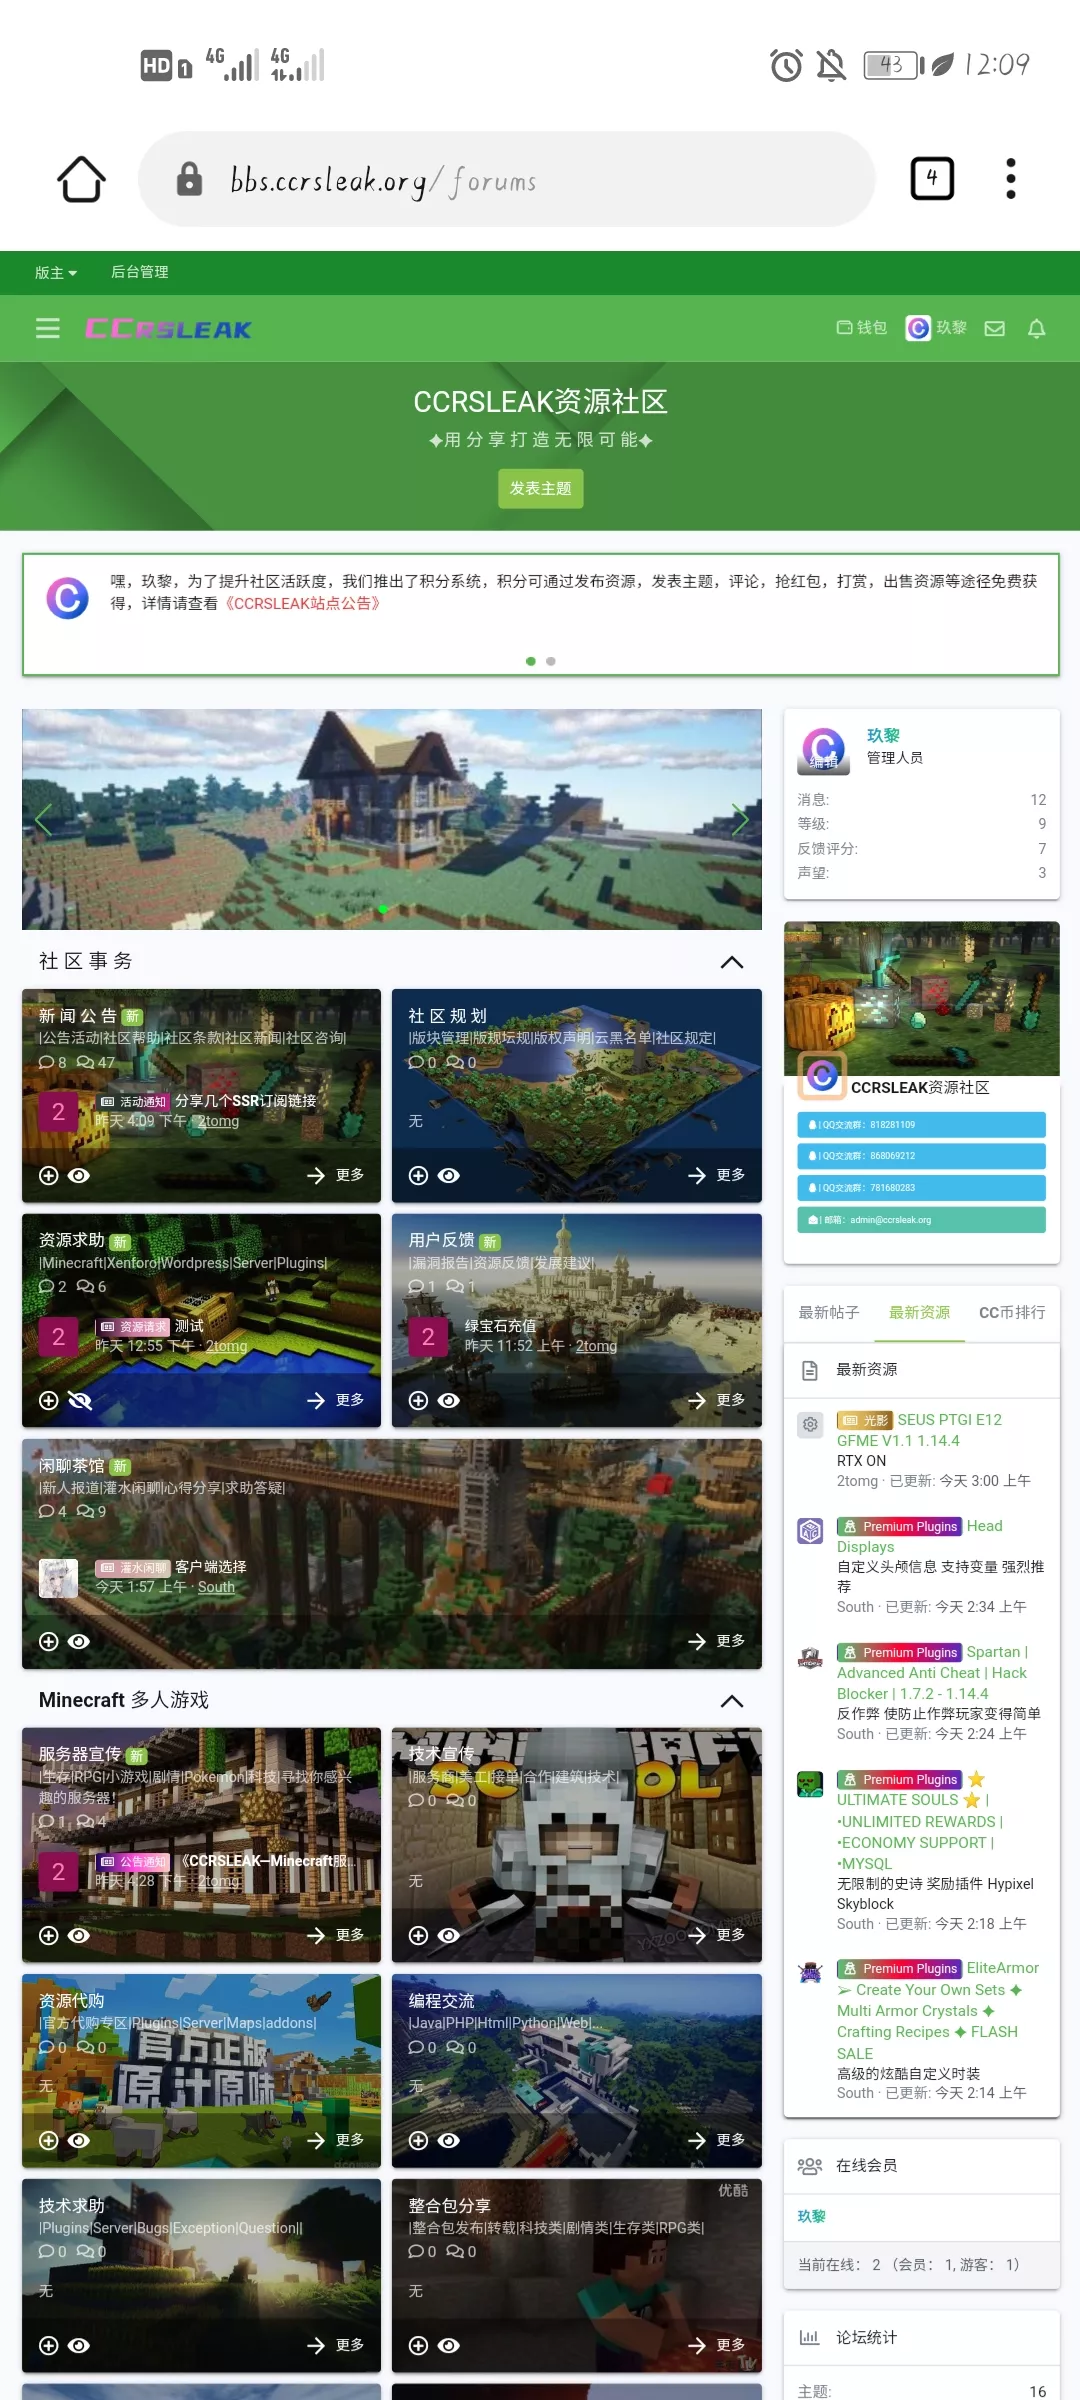 HD 1 4G 4G 43 12:09
bbs.ccrsleak.org/forums
4
版主 后台管理
CCRSLEAK
钱包 玖黎
CCRSLEAK资源社区
✦用分享打造无限可能✦
发表主题
嘿，玖黎，为了提升社区活跃度，我们推出了积分系统，积分可通过发布资源，发表主题，评论，抢红包，打赏，出售资源等途径免费获
得，详情请查看《CCRSLEAK站点公告》
社区事务
新闻公告 新
|公告活动|社区帮助|社区条款|社区新闻|社区咨询|
8 47
2
活动通知 分享几个SSR订阅链接
昨天 4:09 下午 · 2tomg
更多
社区规划
|版块管理|版规坛规|版权声明|云黑名单|社区规定|
0 0
无
更多
资源求助 新
|Minecraft|Xenforo|Wordpress|Server|Plugins|
2 6
2
资源请求 测试
昨天 12:55 下午 · 2tomg
更多
用户反馈 新
|漏洞报告|资源反馈|发展建议|
1 1
2
绿宝石充值
昨天 11:52 上午 · 2tomg
更多
闲聊茶馆 新
|新人报道|灌水闲聊|心得分享|求助答疑|
4 9
灌水闲聊 客户端选择
今天 1:57 上午 · South
更多
Minecraft 多人游戏
服务器宣传 新
|生存|RPG|小游戏|剧情|Pokemon|科技|寻找你感兴
趣的服务器!
1 4
2
公告通知 《CCRSLEAK—Minecraft服...
昨天 4:28 下午 · 2tomg
更多
技术宣传
|服务商|美工|接单|合作|建筑|技术|
0 0
无
更多
资源代购
|官方代购专区|Plugins|Server|Maps|addons|
0 0
官方正版
原汁原味
无
更多
编程交流
|Java|PHP|Html|Python|Web|...
0 0
无
更多
技术求助
|Plugins|Server|Bugs|Exception|Question||
0 0
无
更多
优酷
整合包分享
|整合包发布|转载|科技类|剧情类|生存类|RPG类|
0 0
无
更多
编辑
玖黎
管理人员
消息: 12
等级: 9
反馈评分: 7
声望: 3
CCRSLEAK资源社区
| QQ交流群：818281109
| QQ交流群：868069212
| QQ交流群：781680283
| 邮箱：admin@ccrsleak.org
最新帖子 最新资源 CC币排行
最新资源
光影 SEUS PTGI E12
GFME V1.1 1.14.4
RTX ON
2tomg · 已更新: 今天 3:00 上午
Premium Plugins Head
Displays
自定义头颅信息 支持变量 强烈推
荐
South · 已更新: 今天 2:34 上午
Premium Plugins Spartan |
Advanced Anti Cheat | Hack
Blocker | 1.7.2 - 1.14.4
反作弊 使防止作弊玩家变得简单
South · 已更新: 今天 2:24 上午
Premium Plugins ⭐
ULTIMATE SOULS ⭐ |
•UNLIMITED REWARDS |
•ECONOMY SUPPORT |
•MYSQL
无限制的史诗 奖励插件 Hypixel
Skyblock
South · 已更新: 今天 2:18 上午
Premium Plugins EliteArmor
➢ Create Your Own Sets ✦
Multi Armor Crystals ✦
Crafting Recipes ✦ FLASH
SALE
高级的炫酷自定义时装
South · 已更新: 今天 2:14 上午
在线会员
玖黎
当前在线： 2 （会员： 1, 游客： 1）
论坛统计
主题: 16